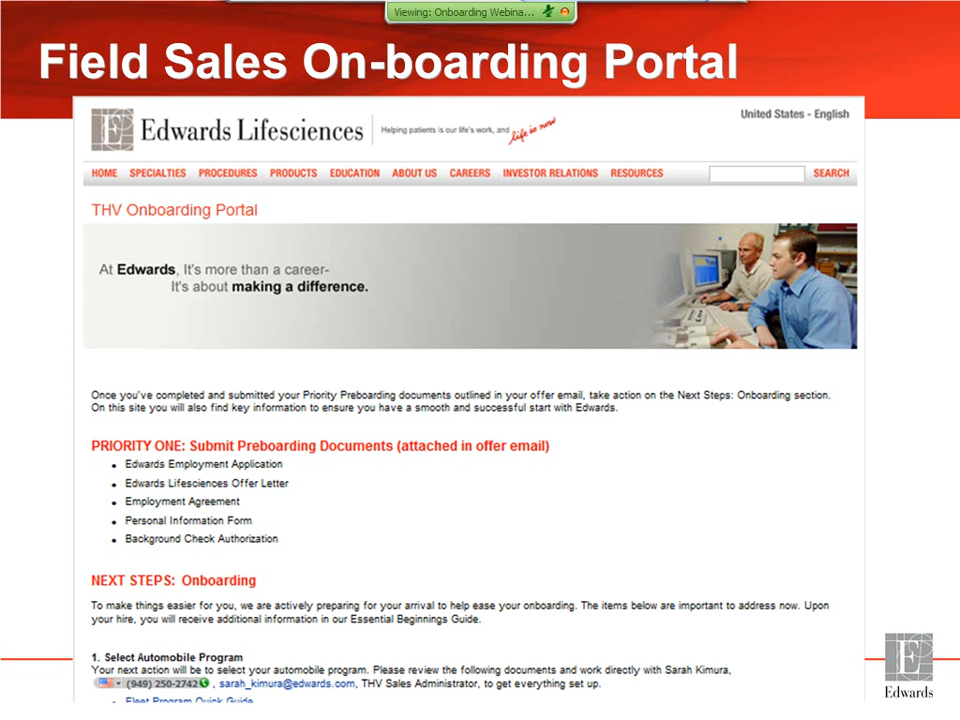 Viewing: Onboarding Webina...
Field Sales On-boarding Portal
United States - English
Edwards Lifesciences
Helping patients is our life's work, and
life is now
HOME SPECIALTIES PROCEDURES PRODUCTS EDUCATION ABOUT US CAREERS INVESTOR RELATIONS RESOURCES SEARCH
THV Onboarding Portal
At Edwards, It's more than a career-
It's about making a difference.
Once you've completed and submitted your Priority Preboarding documents outlined in your offer email, take action on the Next Steps: Onboarding section.
On this site you will also find key information to ensure you have a smooth and successful start with Edwards.
PRIORITY ONE: Submit Preboarding Documents (attached in offer email)
• Edwards Employment Application
• Edwards Lifesciences Offer Letter
• Employment Agreement
• Personal Information Form
• Background Check Authorization
NEXT STEPS: Onboarding
To make things easier for you, we are actively preparing for your arrival to help ease your onboarding. The items below are important to address now. Upon
your hire, you will receive additional information in our Essential Beginnings Guide.
1. Select Automobile Program
Your next action will be to select your automobile program. Please review the following documents and work directly with Sarah Kimura,
(949) 250-2742 , sarah_kimura@edwards.com, THV Sales Administrator, to get everything set up.
• Fleet Program Quick Guide
Edwards